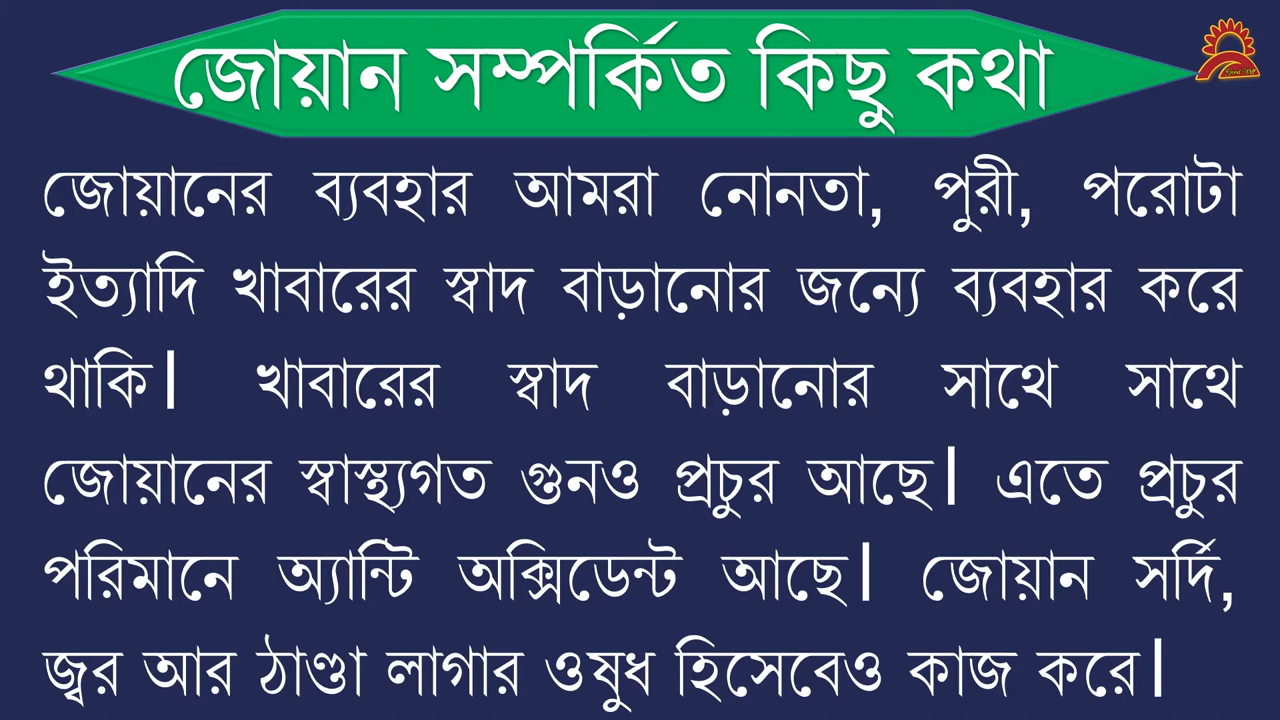 জোয়ান সম্পর্কিত কিছু কথা
জোয়ানের ব্যবহার আমরা নোনতা, পুরী, পরোটা
ইত্যাদি খাবারের স্বাদ বাড়ানোর জন্যে ব্যবহার করে
থাকি। খাবারের স্বাদ বাড়ানোর সাথে সাথে
জোয়ানের স্বাস্থ্যগত গুনও প্রচুর আছে। এতে প্রচুর
পরিমানে অ্যান্টি অক্সিডেন্ট আছে। জোয়ান সর্দি,
জ্বর আর ঠাণ্ডা লাগার ওষুধ হিসেবেও কাজ করে।